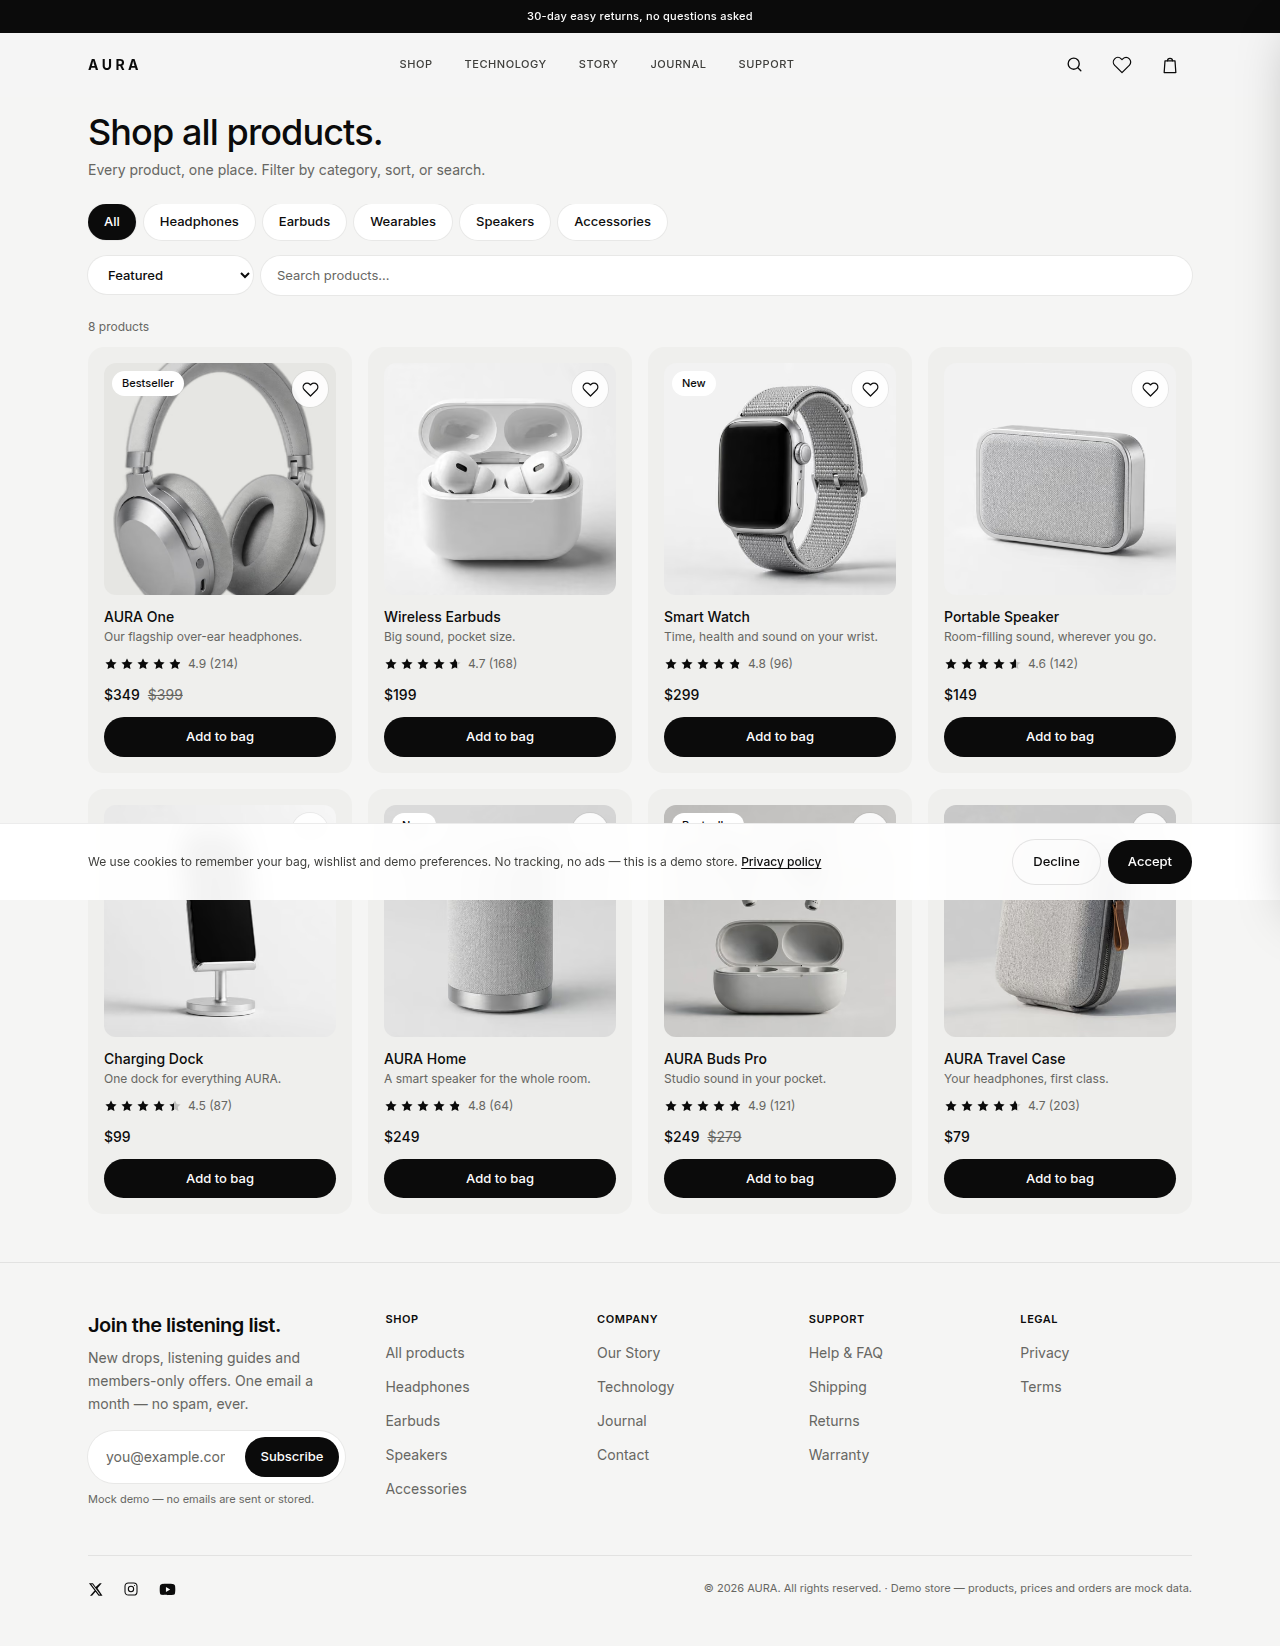 30-day easy returns, no questions asked
AURA
SHOP TECHNOLOGY STORY JOURNAL SUPPORT
Shop all products.
Every product, one place. Filter by category, sort, or search.
All Headphones Earbuds Wearables Speakers Accessories
Featured Search products...
8 products
Bestseller
New
AURA One
Our flagship over-ear headphones.
4.9 (214)
$349 $399
Add to bag
Wireless Earbuds
Big sound, pocket size.
4.7 (168)
$199
Add to bag
Smart Watch
Time, health and sound on your wrist.
4.8 (96)
$299
Add to bag
Portable Speaker
Room-filling sound, wherever you go.
4.6 (142)
$149
Add to bag
We use cookies to remember your bag, wishlist and demo preferences. No tracking, no ads — this is a demo store. Privacy policy
Decline Accept
Charging Dock
One dock for everything AURA.
4.5 (87)
$99
Add to bag
AURA Home
A smart speaker for the whole room.
4.8 (64)
$249
Add to bag
AURA Buds Pro
Studio sound in your pocket.
4.9 (121)
$249 $279
Add to bag
AURA Travel Case
Your headphones, first class.
4.7 (203)
$79
Add to bag
Join the listening list.
New drops, listening guides and
members-only offers. One email a
month — no spam, ever.
you@example.cor Subscribe
Mock demo — no emails are sent or stored.
SHOP
All products
Headphones
Earbuds
Speakers
Accessories
COMPANY
Our Story
Technology
Journal
Contact
SUPPORT
Help & FAQ
Shipping
Returns
Warranty
LEGAL
Privacy
Terms
© 2026 AURA. All rights reserved. · Demo store — products, prices and orders are mock data.